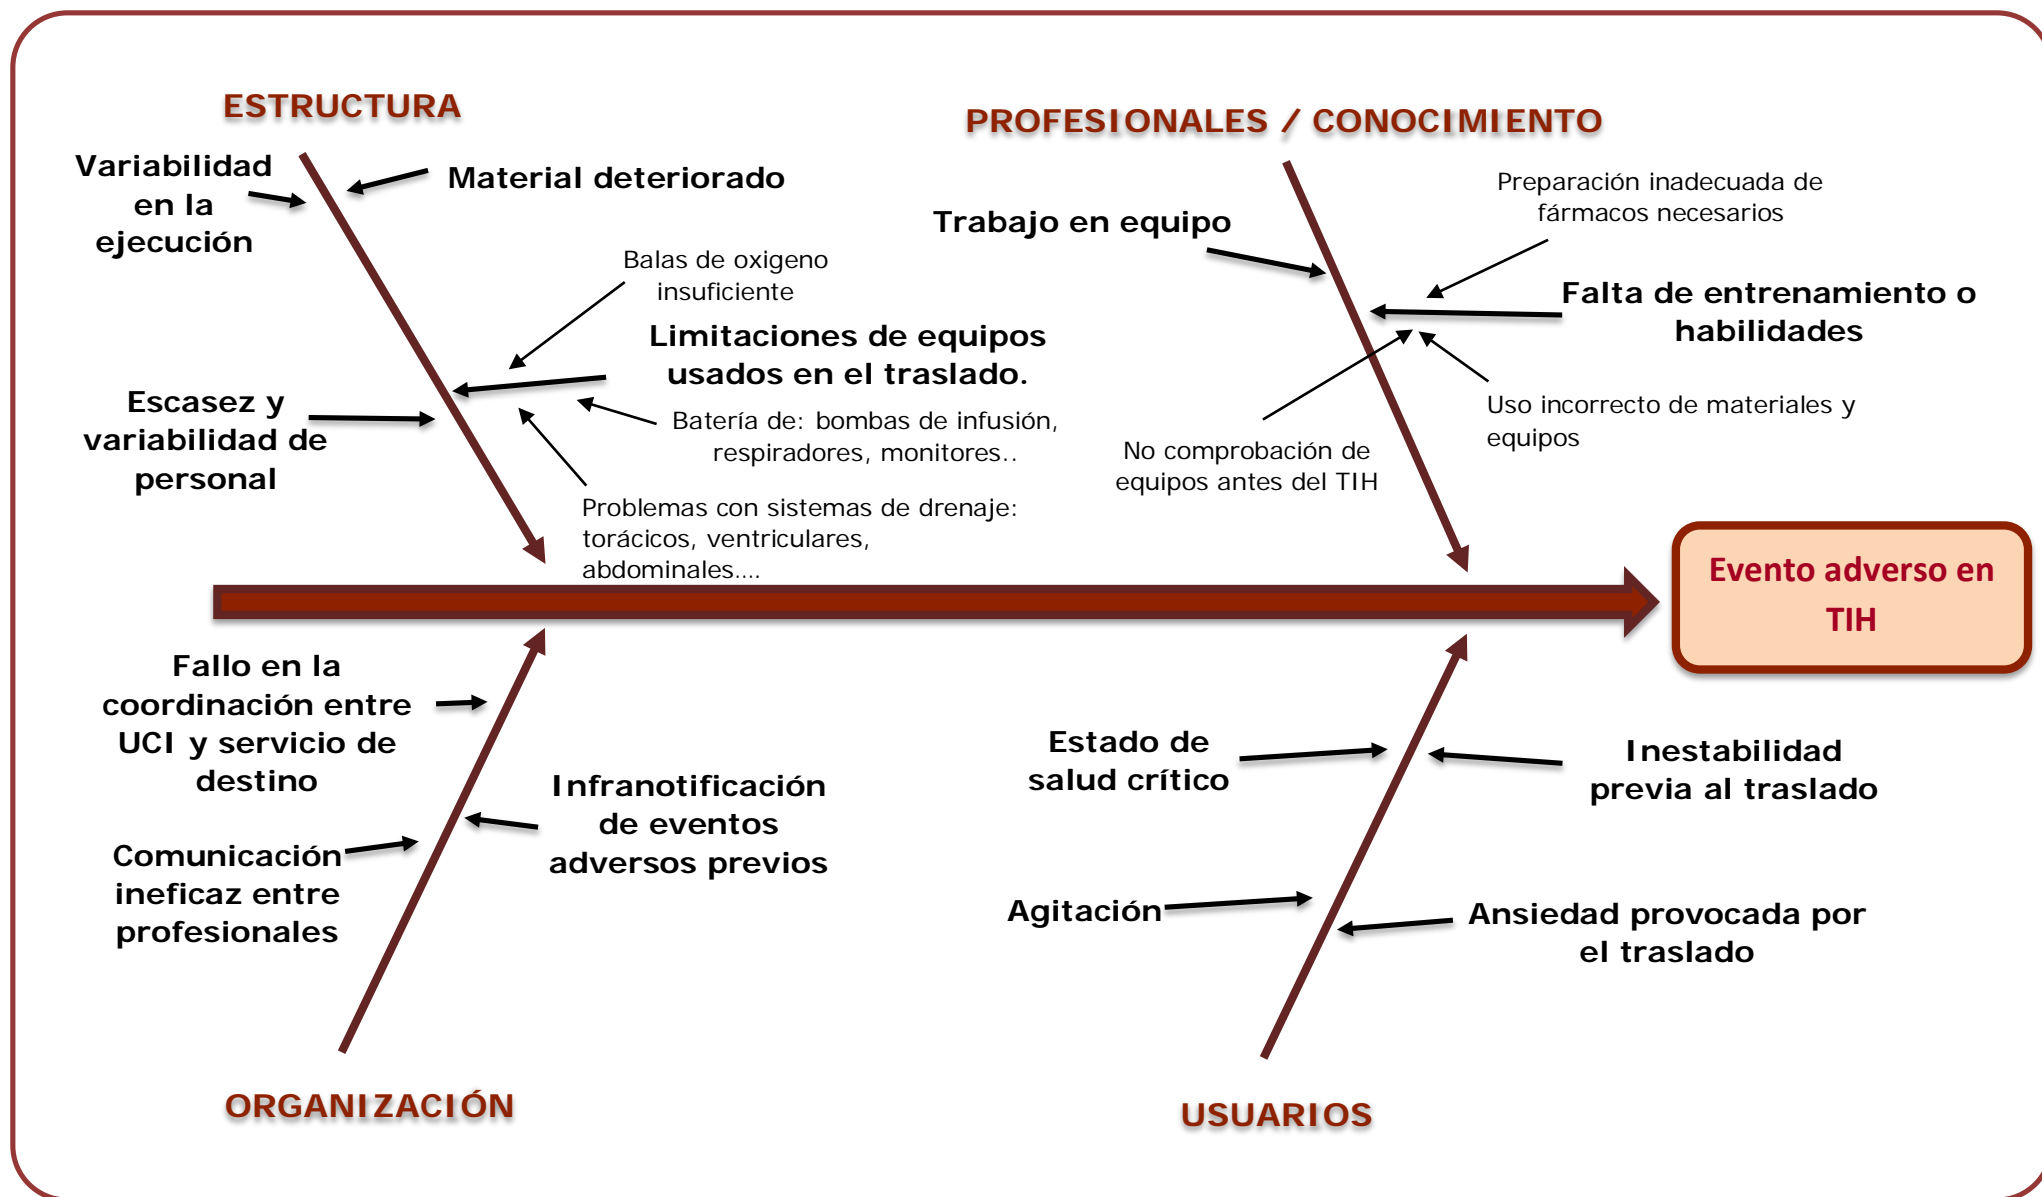 ESTRUCTURA
Variabilidad
en la
ejecución
Material deteriorado
Balas de oxigeno
insuficiente
Limitaciones de equipos
usados en el traslado.
Escasez y
variabilidad de
personal
Batería de: bombas de infusión,
respiradores, monitores..
Problemas con sistemas de drenaje:
torácicos, ventriculares,
abdominales....
PROFESIONALES / CONOCIMIENTO
Trabajo en equipo
Preparación inadecuada de
fármacos necesarios
Falta de entrenamiento o
habilidades
Uso incorrecto de materiales y
equipos
No comprobación de
equipos antes del TIH
Evento adverso en
TIH
Fallo en la
coordinación entre
UCI y servicio de
destino
Infranotificación
de eventos
adversos previos
Comunicación
ineficaz entre
profesionales
ORGANIZACIÓN
Estado de
salud crítico
Inestabilidad
previa al traslado
Agitación
Ansiedad provocada por
el traslado
USUARIOS